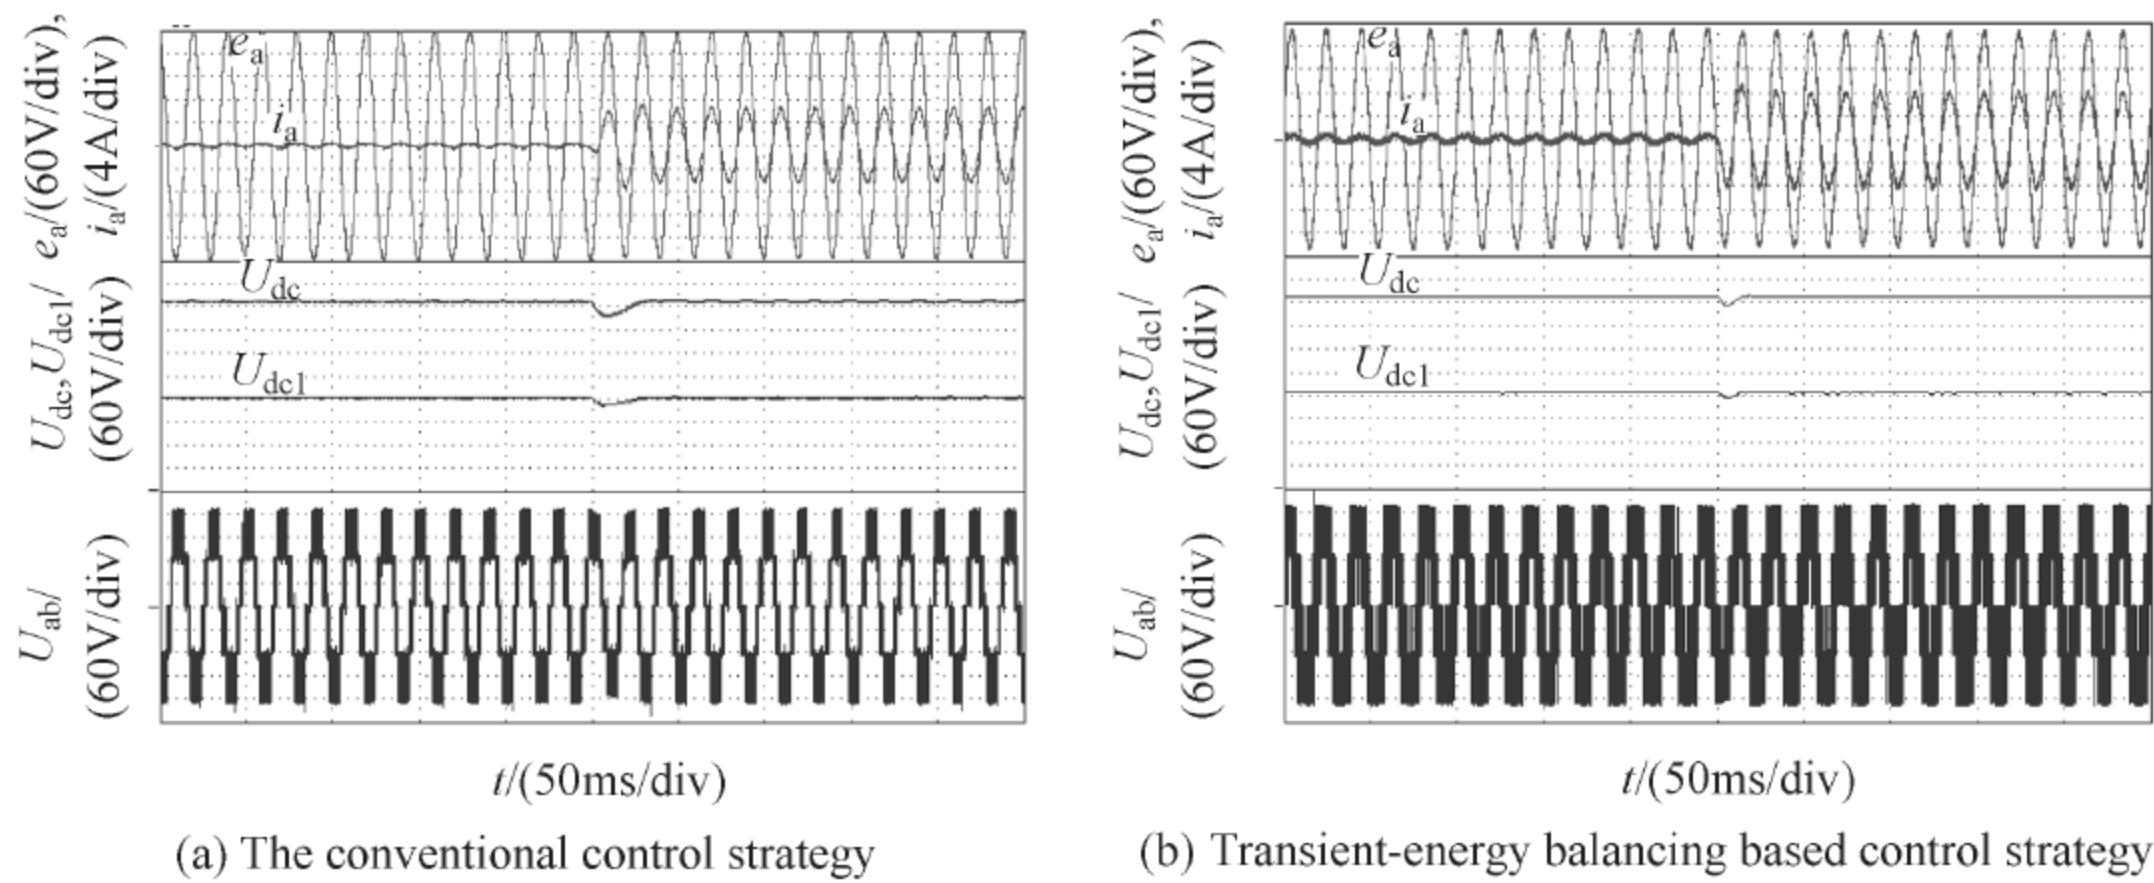 e_a/(60V/div),
i_a/(4A/div)
U_dc,U_dc1/
(60V/div)
U_ab/
(60V/div)
e_a
i_a
U_dc
U_dc1
t/(50ms/div)
(a) The conventional control strategy
e_a/(60V/div),
i_a/(4A/div)
U_dc,U_dc1/
(60V/div)
U_ab/
(60V/div)
e_a
i_a
U_dc
U_dc1
t/(50ms/div)
(b) Transient-energy balancing based control strategy